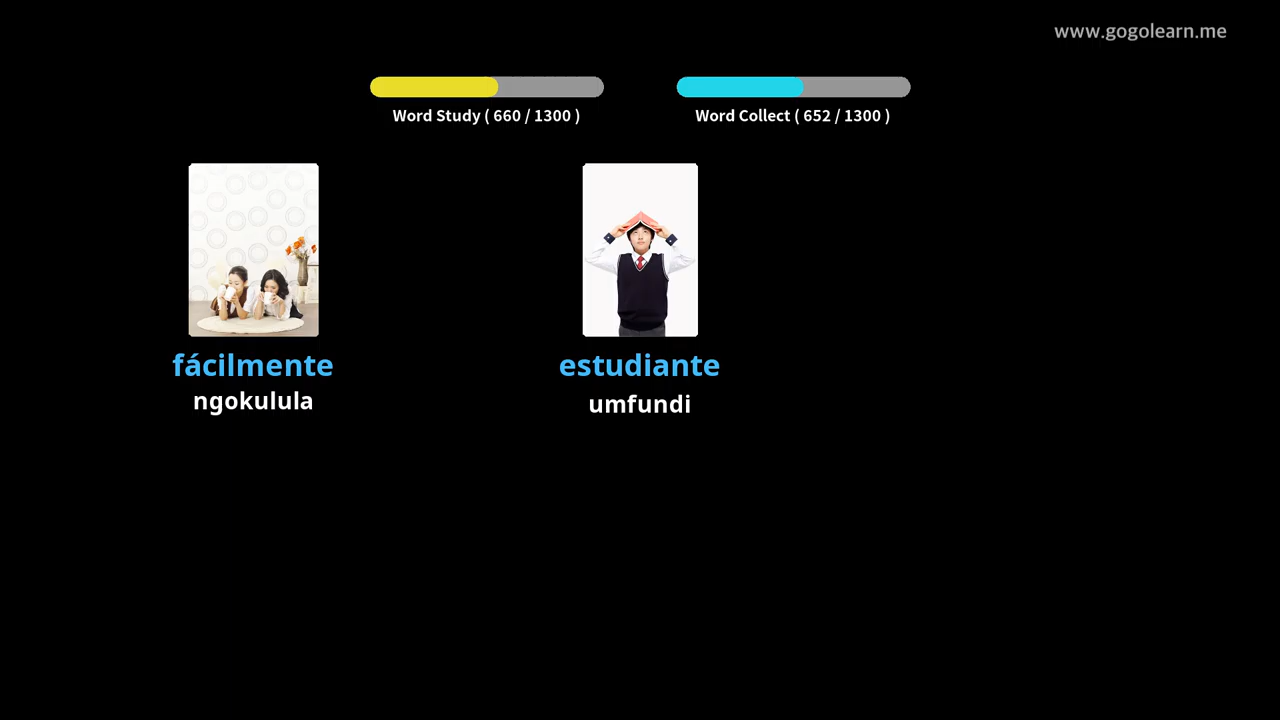 www.gogolearn.me
Word Study ( 660 / 1300 )
Word Collect ( 652 / 1300 )
fácilmente
ngokulula
estudiante
umfundi